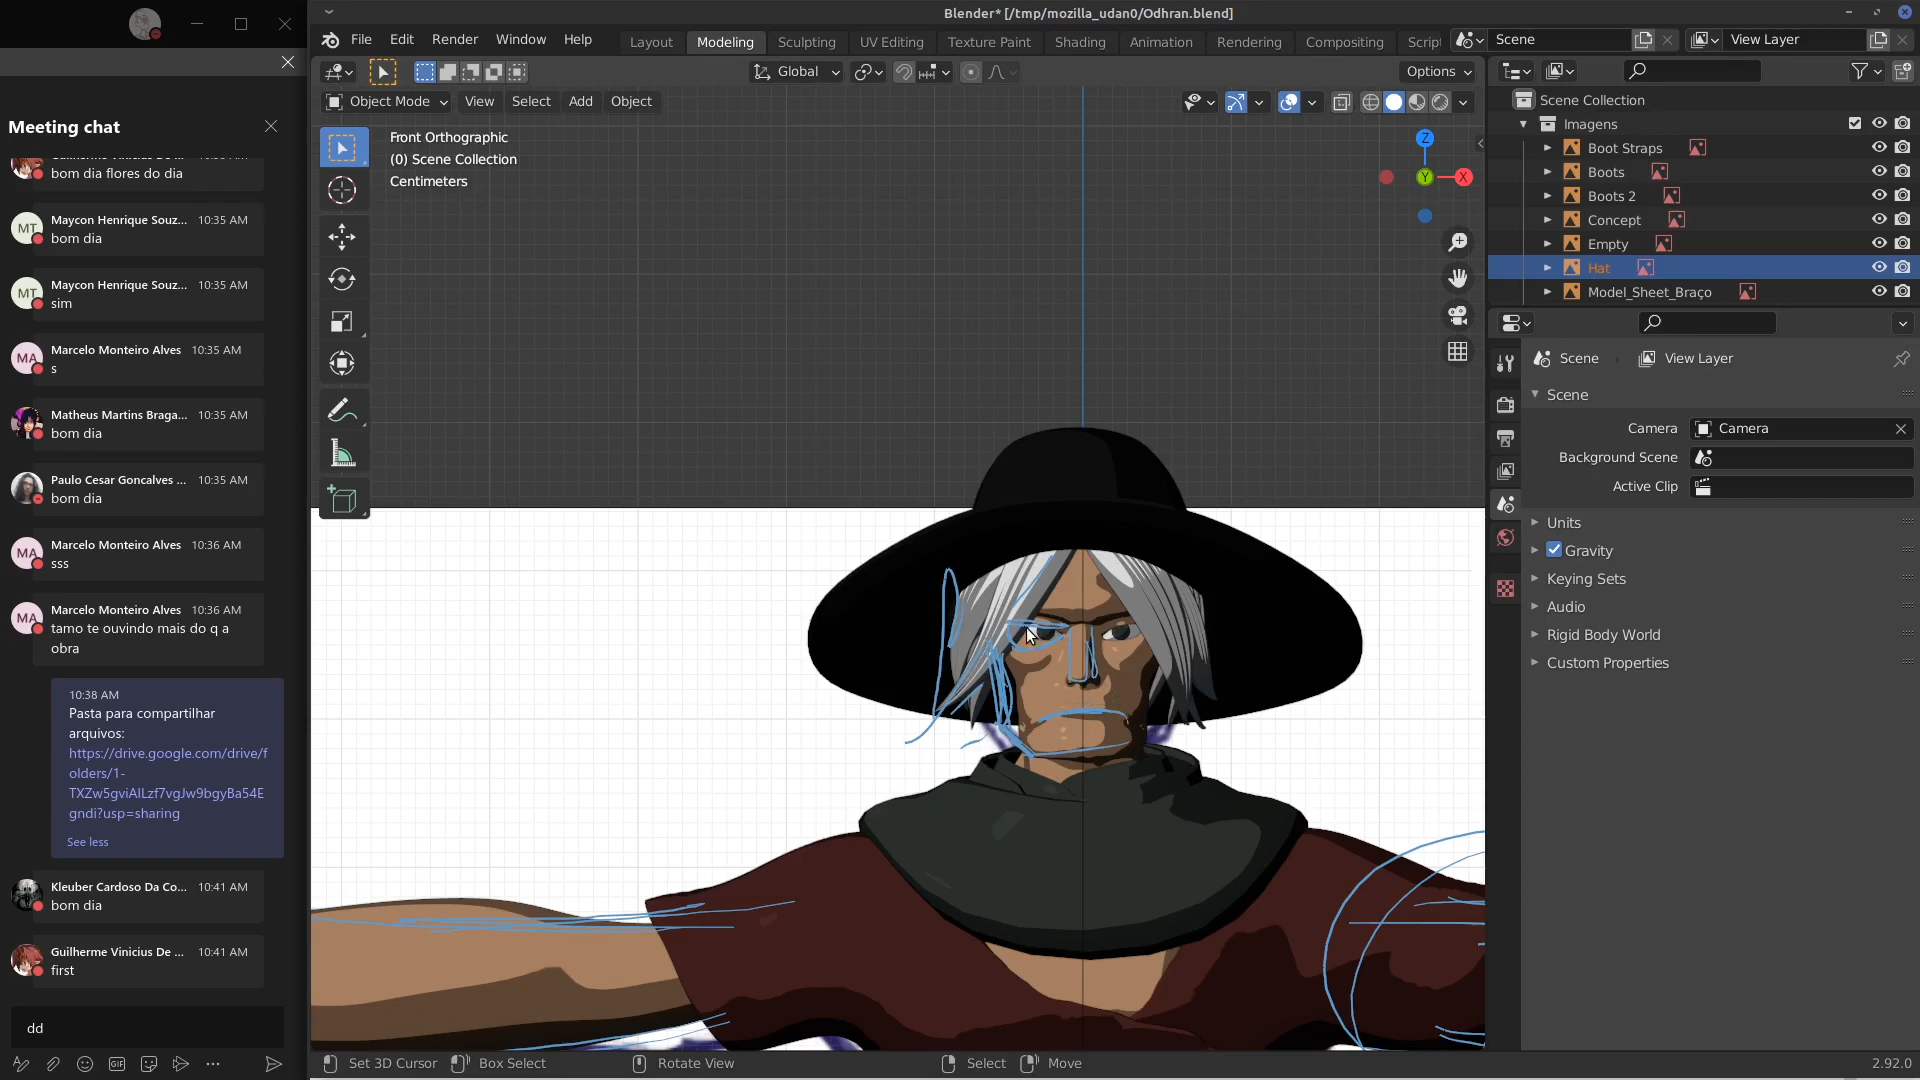 Blender* [/tmp/mozilla_udan0/Odhran.blend]
File Edit Render Window Help
Layout Modeling Sculpting UV Editing Texture Paint Shading Animation Rendering Compositing Script
Scene
View Layer
Global
Options
Object Mode View Select Add Object
Front Orthographic
(0) Scene Collection
Centimeters
Z
Y
X
Meeting chat
bom dia flores do dia
MT
Maycon Henrique Souz... 10:35 AM
bom dia
MT
Maycon Henrique Souz... 10:35 AM
sim
MA
Marcelo Monteiro Alves 10:35 AM
s
Matheus Martins Braga... 10:35 AM
bom dia
Paulo Cesar Goncalves ... 10:35 AM
bom dia
MA
Marcelo Monteiro Alves 10:36 AM
sss
MA
Marcelo Monteiro Alves 10:36 AM
tamo te ouvindo mais do q a
obra
10:38 AM
Pasta para compartilhar
arquivos:
https://drive.google.com/drive/f
olders/1-
TXZw5gviAlLzf7vgJw9bgyBa54E
gndi?usp=sharing
See less
Kleuber Cardoso Da Co... 10:41 AM
bom dia
Guilherme Vinicius De ... 10:41 AM
first
dd
GIF
Scene Collection
Imagens
Boot Straps
Boots
Boots 2
Concept
Empty
Hat
Model_Sheet_Braço
Scene View Layer
Scene
Camera Camera
Background Scene
Active Clip
Units
Gravity
Keying Sets
Audio
Rigid Body World
Custom Properties
Set 3D Cursor Box Select Rotate View Select Move 2.92.0